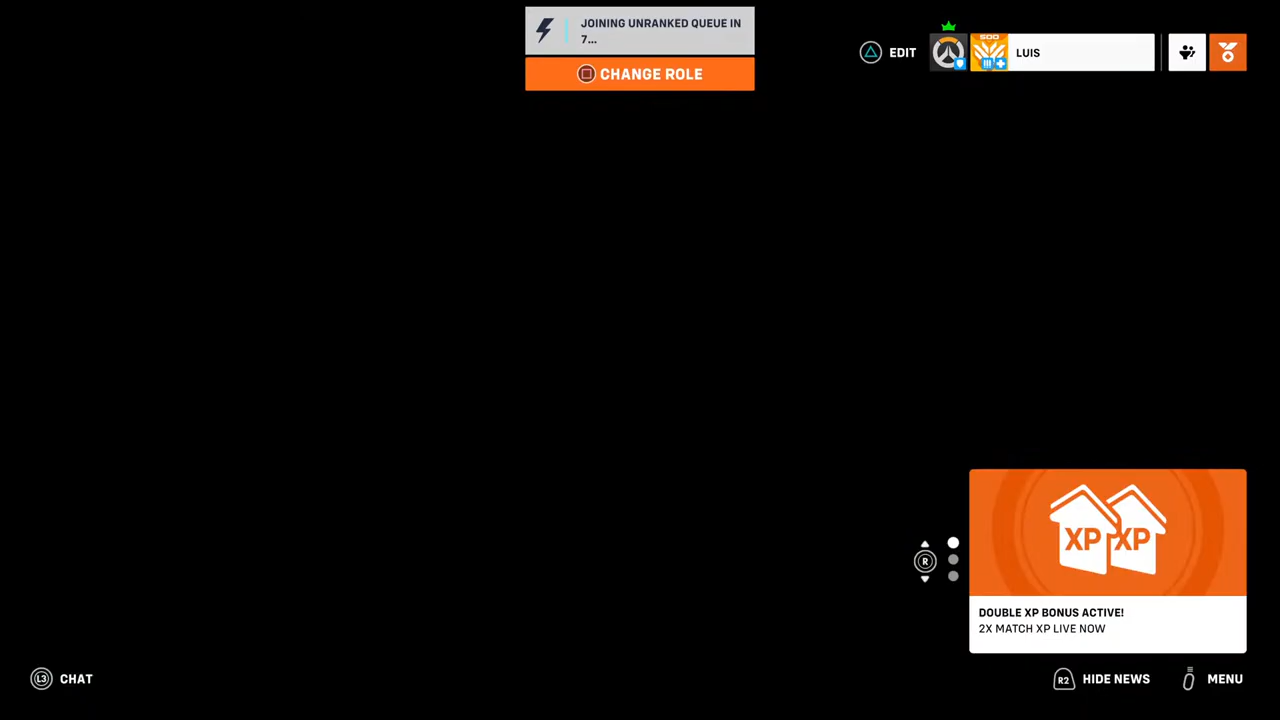 JOINING UNRANKED QUEUE IN
7...
CHANGE ROLE
EDIT
500
LUIS
XP XP
R
DOUBLE XP BONUS ACTIVE!
2X MATCH XP LIVE NOW
L3 CHAT
R2 HIDE NEWS
MENU